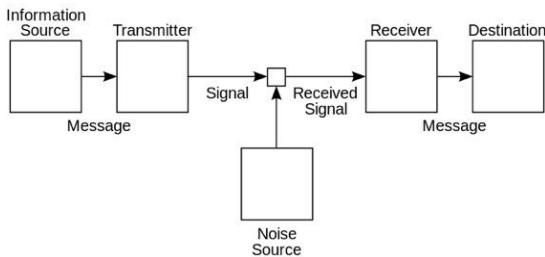 Information
Source
Transmitter
Receiver
Destination
Signal
Received
Signal
Message
Message
Noise
Source